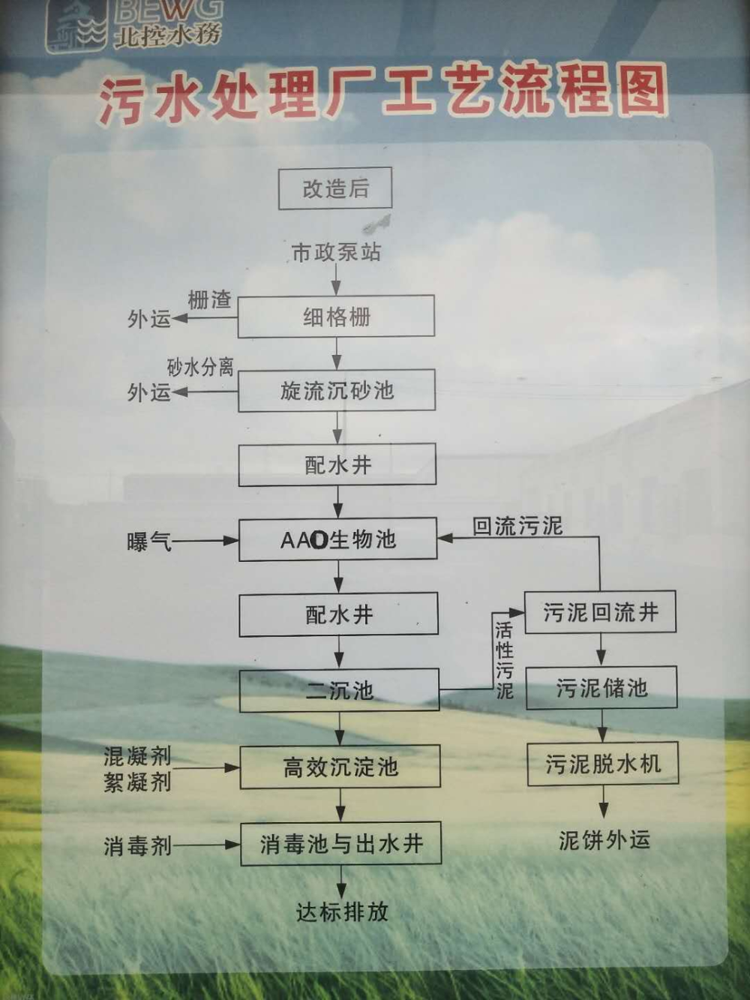 BEWG
北控水務
污水处理厂工艺流程图
改造后
市政泵站
栅渣
外运
细格栅
砂水分离
外运
旋流沉砂池
配水井
曝气
AAO生物池
回流污泥
配水井
污泥回流井
活性污泥
二沉池
污泥储池
混凝剂
絮凝剂
高效沉淀池
污泥脱水机
消毒剂
消毒池与出水井
泥饼外运
达标排放